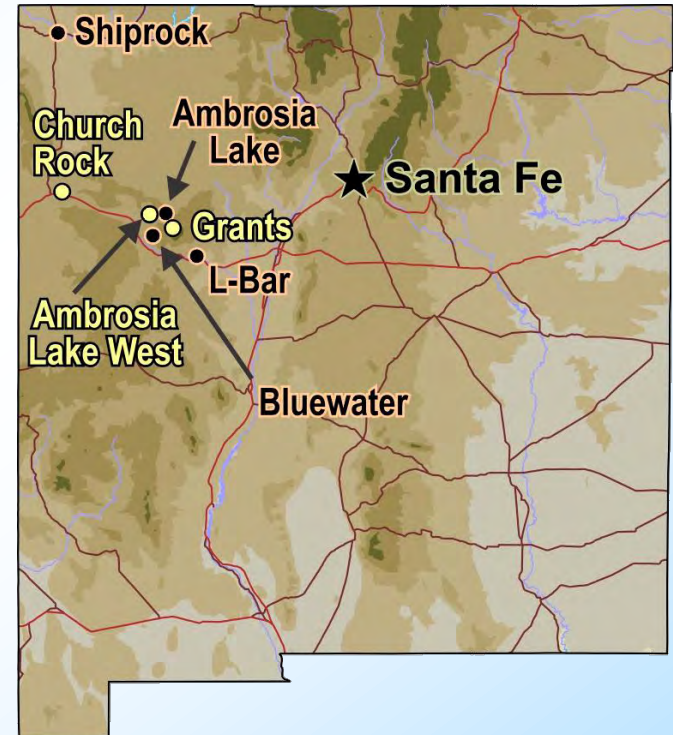 Shiprock
Ambrosia
Lake
Church
Rock
Santa Fe
Grants
L-Bar
Ambrosia
Lake West
Bluewater